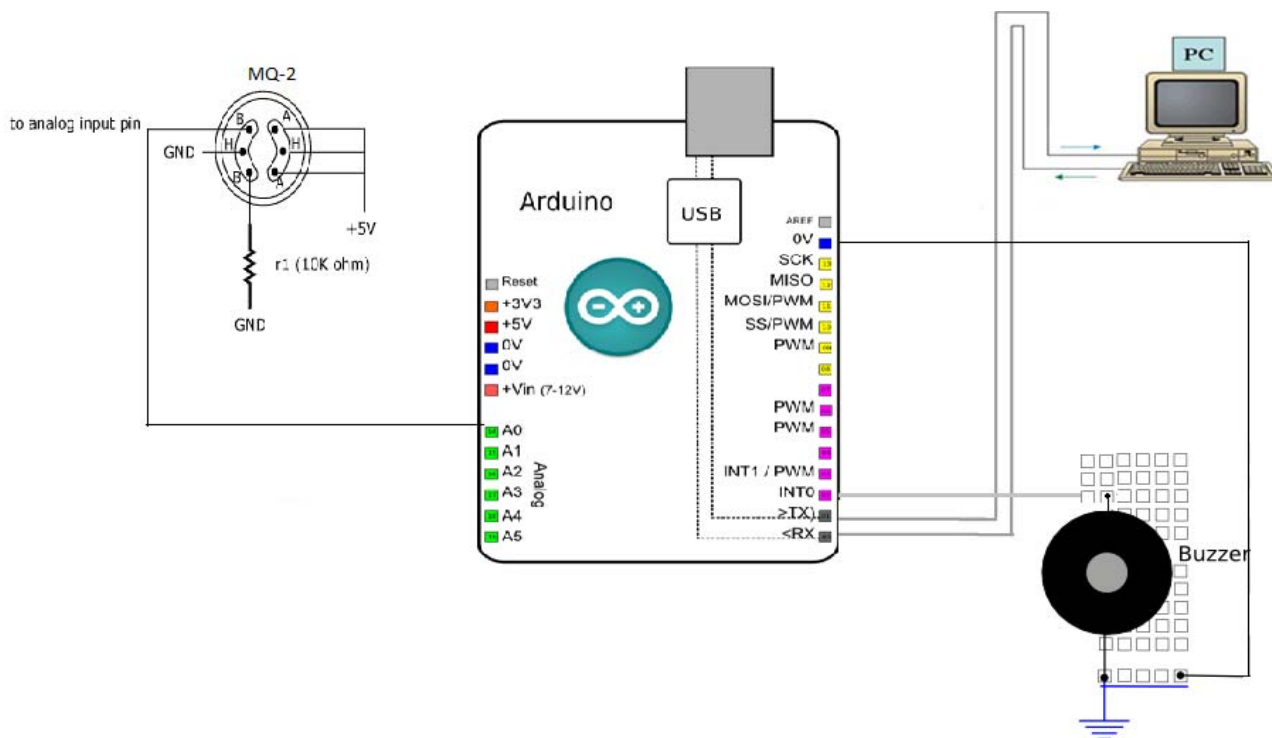 MQ-2
to analog input pin
B
A
GND
H
H
B
A
+5V
r1 (10K ohm)
GND
Arduino
USB
Reset
+3V3
+5V
0V
0V
+Vin (7-12V)
A0
A1
A2
A3
A4
A5
Analog
AREF
0V
SCK
MISO
MOSI/PWM
SS/PWM
PWM
PWM
PWM
INT1 / PWM
INT0
>TX)
<RX
PC
Buzzer